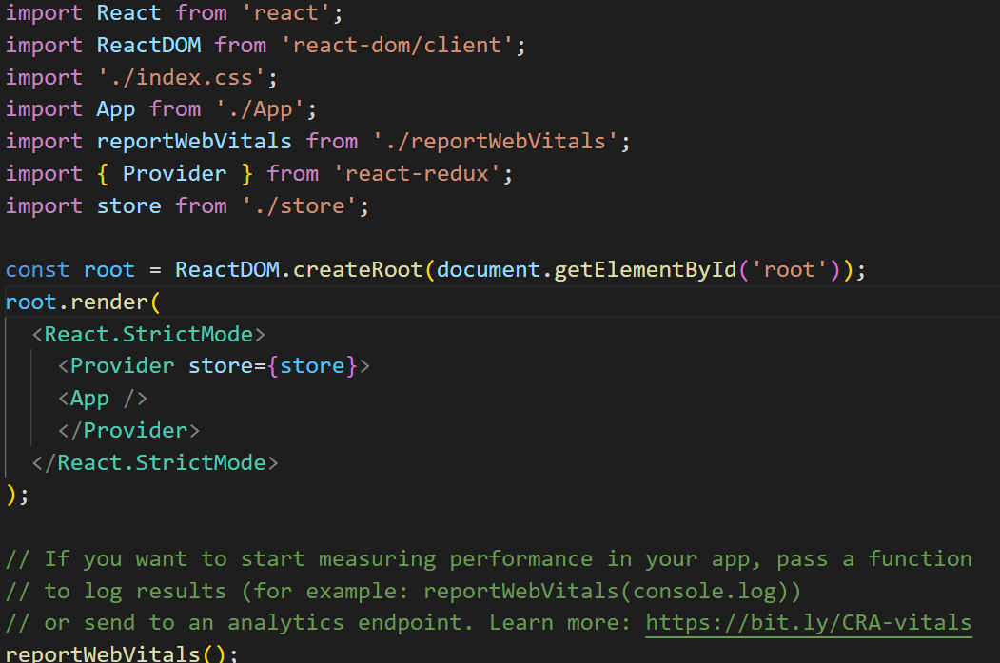 import React from 'react';
import ReactDOM from 'react-dom/client';
import './index.css';
import App from './App';
import reportWebVitals from './reportWebVitals';
import { Provider } from 'react-redux';
import store from './store';

const root = ReactDOM.createRoot(document.getElementById('root'));
root.render(
  <React.StrictMode>
    <Provider store={store}>
    <App />
    </Provider>
  </React.StrictMode>
);

// If you want to start measuring performance in your app, pass a function
// to log results (for example: reportWebVitals(console.log))
// or send to an analytics endpoint. Learn more: https://bit.ly/CRA-vitals
reportWebVitals();